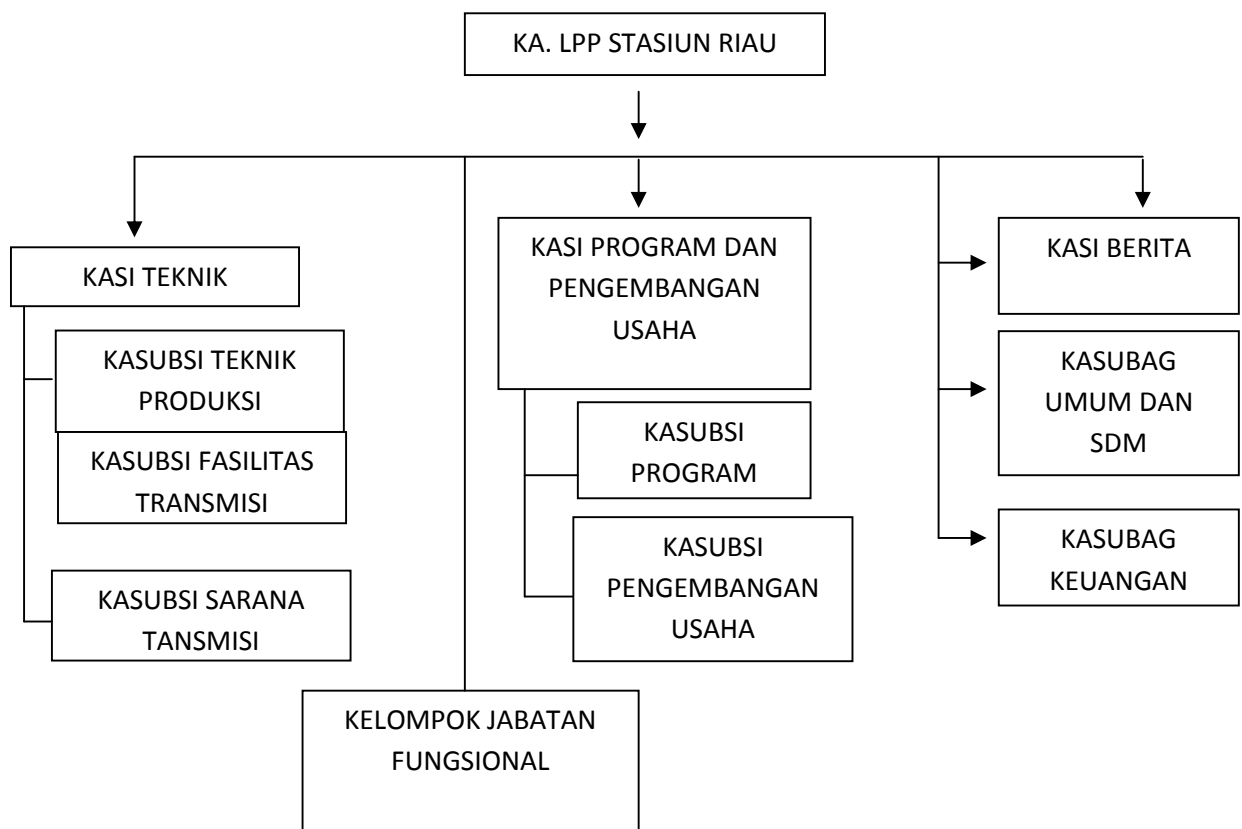 KA. LPP STASIUN RIAU
KASI TEKNIK
KASUBSI TEKNIK
PRODUKSI
KASUBSI FASILITAS
TRANSMISI
KASUBSI SARANA
TANSMISI
KELOMPOK JABATAN
FUNGSIONAL
KASI PROGRAM DAN
PENGEMBANGAN
USAHA
KASUBSI
PROGRAM
KASUBSI
PENGEMBANGAN
USAHA
KASI BERITA
KASUBAG
UMUM DAN
SDM
KASUBAG
KEUANGAN